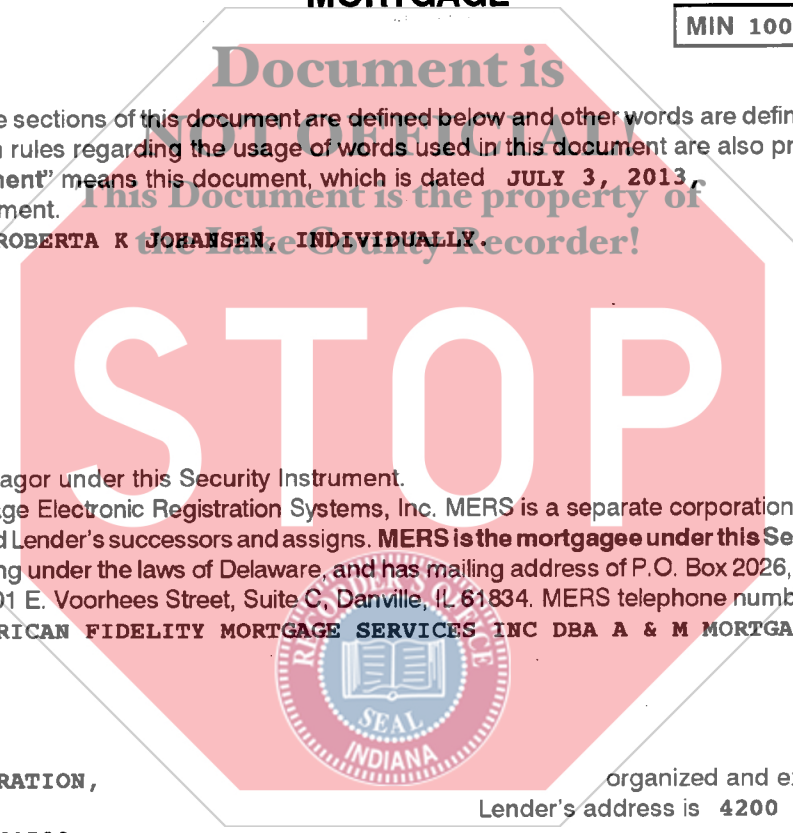 MORTGAGE
MIN 100
Document is
e sections of this document are defined below and other words are defin
NOT OFFICIAL!
n rules regarding the usage of words used in this document are also pr
ment" means this document, which is dated JULY 3, 2013,
This Document is the property of
ment.
ROBERTA K JOHANSEN, INDIVIDUALLY.
the Lake County Recorder!
STOP
agor under this Security Instrument.
ge Electronic Registration Systems, Inc. MERS is a separate corporation
d Lender's successors and assigns. MERS is the mortgagee under this Se
ng under the laws of Delaware, and has mailing address of P.O. Box 2026,
01 E. Voorhees Street, Suite C, Danville, IL 61834. MERS telephone numb
RICAN FIDELITY MORTGAGE SERVICES INC DBA A & M MORTGA
RECORDER'S OFFICE
SEAL
INDIANA
RATION,
organized and e
Lender's address is 4200